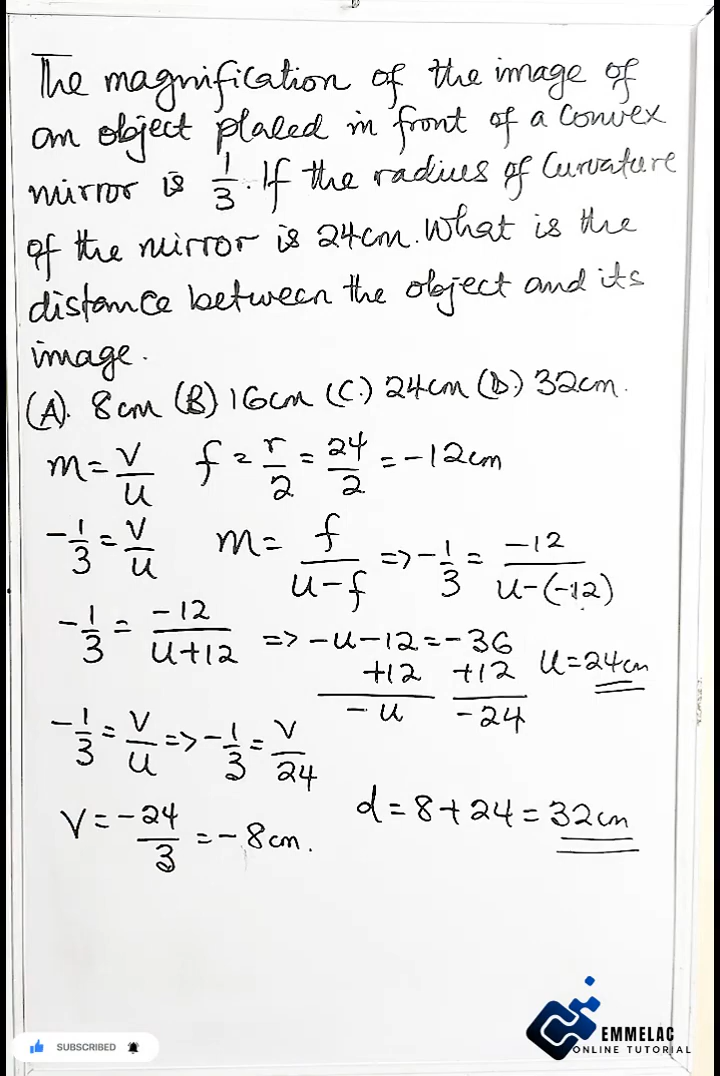 The magnification of the image of
an object placed in front of a convex
mirror is 1/3. If the radius of Curvature
of the mirror is 24cm. What is the
distance between the object and its
image.
(A). 8cm (B) 16cm (C.) 24cm (D.) 32cm.
m = v/u f = r/2 = 24/2 = -12cm
-1/3 = v/u m = f/(u-f) => -1/3 = -12/(u-(-12))
-1/3 = -12/(u+12) => -u-12 = -36
+12 +12 u = 24cm
-u -24
-1/3 = v/u => -1/3 = v/24
v = -24/3 = -8cm. d = 8+24 = 32cm
SUBSCRIBED
EMMELAC
ONLINE TUTORIAL